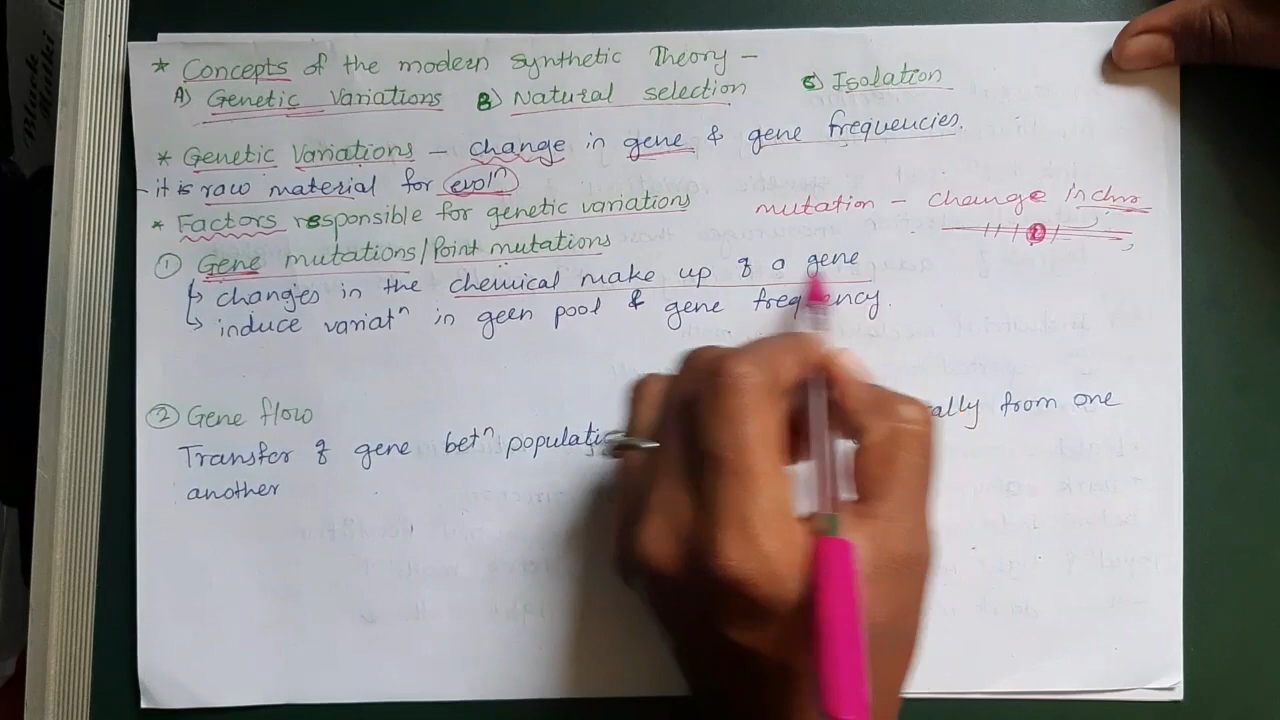 * Concepts of the modern synthetic Theory –
A) Genetic Variations B) Natural selection C) Isolation
* Genetic Variations – change in gene & gene frequencies.
- it is raw material for evolⁿ
* Factors responsible for genetic variations
mutation – change in chro
① Gene mutations/Point mutations
↳ changes in the chemical make up of a gene
↳ induce variatⁿ in geen pool & gene frequency.
② Gene flow
Transfer of gene betⁿ from one
another